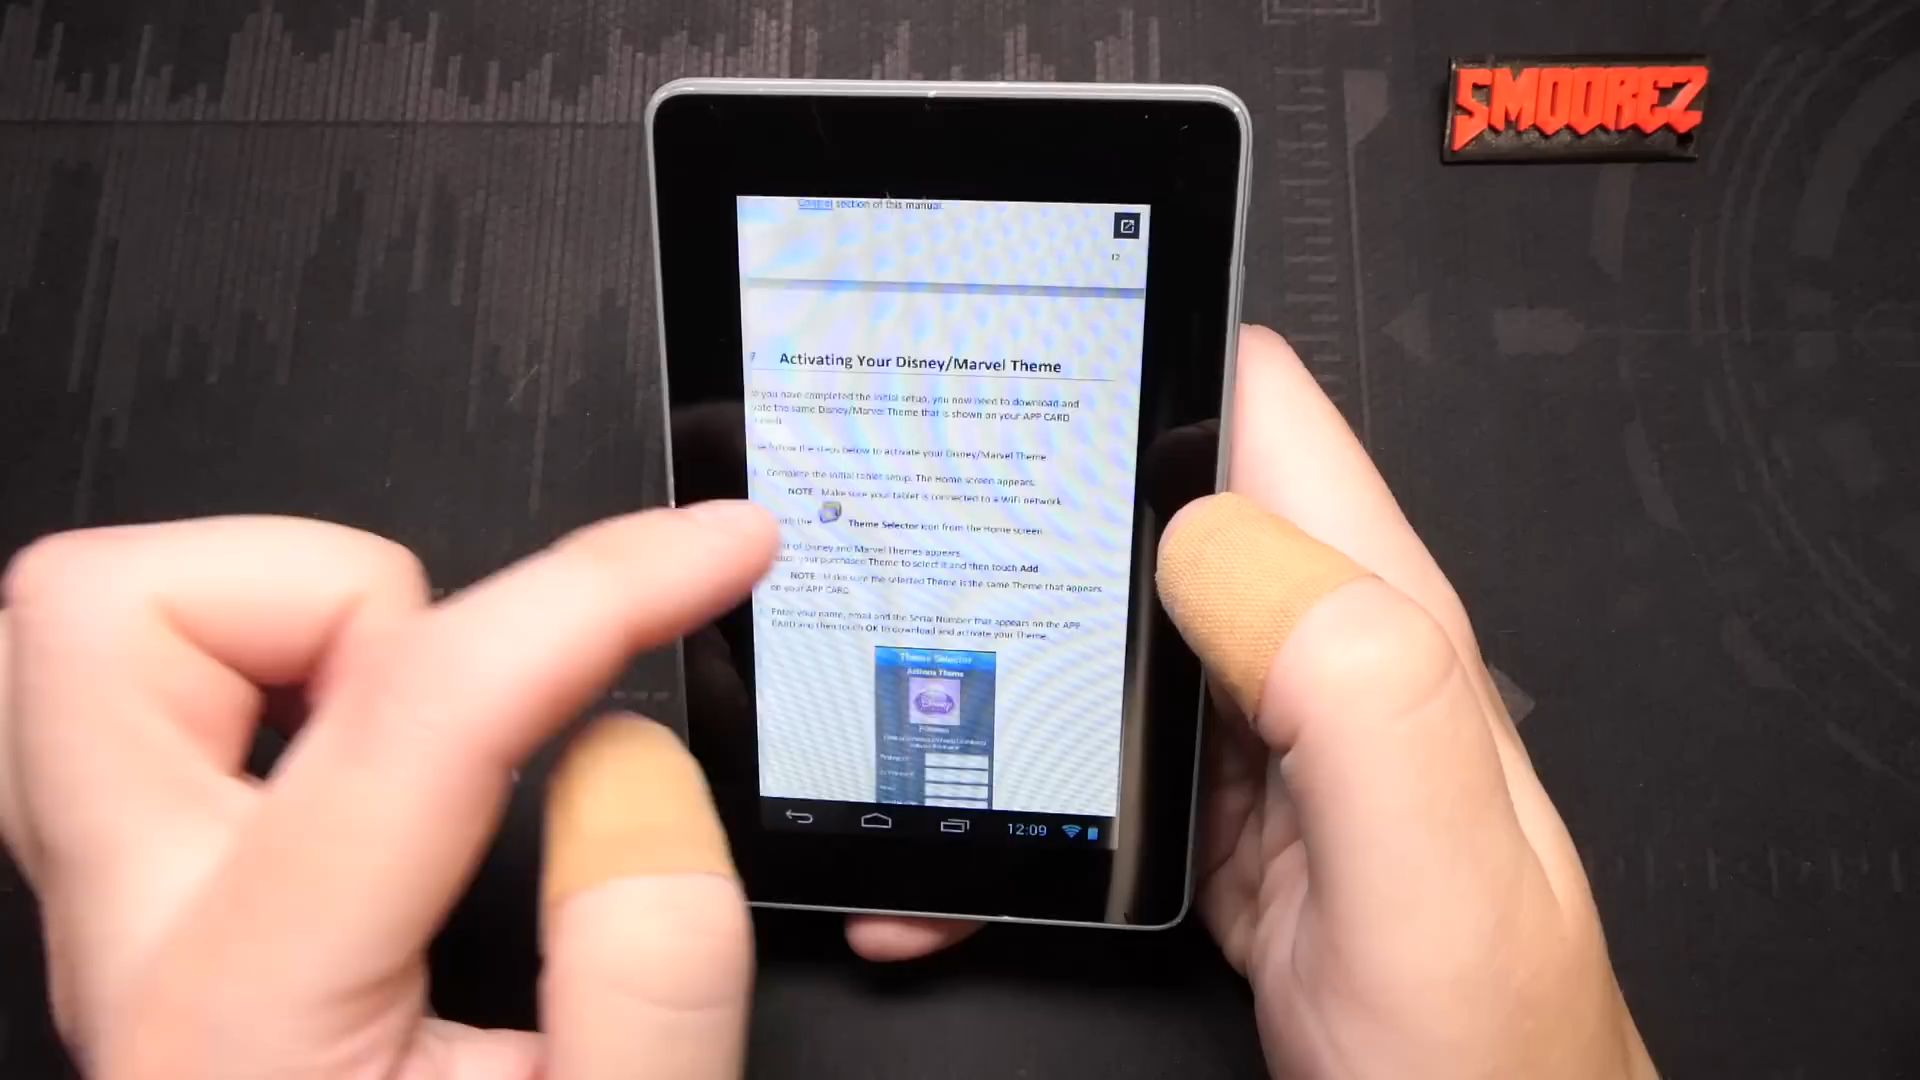 SMOOREZ
Control section of this manual.
12
7 Activating Your Disney/Marvel Theme
you have completed the initial setup, you now need to download and
the same Disney/Marvel Theme that is shown on your APP CARD
follow the steps below to activate your Disney/Marvel Theme
Complete the initial tablet setup. The Home screen appears.
NOTE: Make sure your tablet is connected to a WiFi network
the Theme Selector icon from the Home screen
of Disney and Marvel Themes appears.
your purchased Theme to select it and then touch Add
NOTE: Make sure the selected Theme is the same Theme that appears
on your APP CARD.
Enter your name, email and the Serial Number that appears on the APP
CARD and then touch OK to download and activate your Theme.
Theme Selector
Theme
Disney
12:09